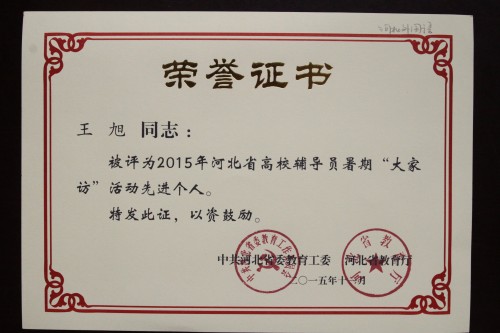 荣誉证书
王 旭 同志：
被评为2015年河北省高校辅导员暑期“大家
访”活动先进个人。
特发此证，以资鼓励。
中共河北省委教育工委 河北省教育厅
二〇一五年十一月